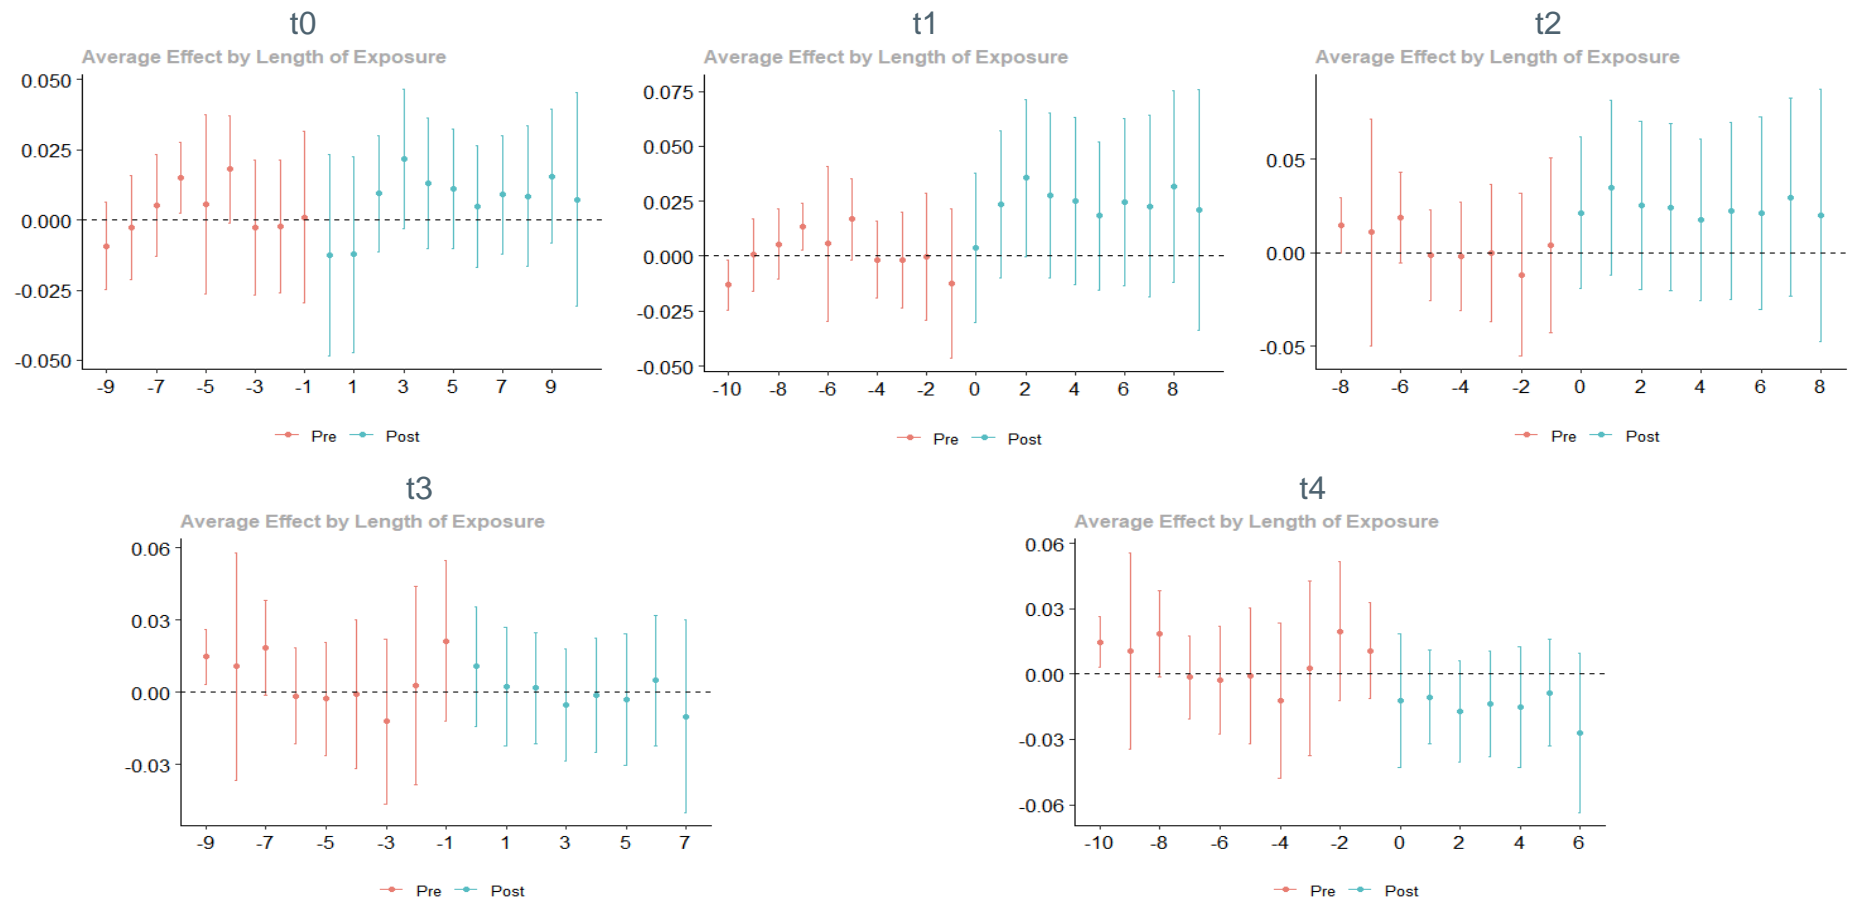 t0
Average Effect by Length of Exposure
0.050
0.025
0.000
-0.025
-0.050
-9 -7 -5 -3 -1 1 3 5 7 9
Pre Post
t1
Average Effect by Length of Exposure
0.075
0.050
0.025
0.000
-0.025
-0.050
-10 -8 -6 -4 -2 0 2 4 6 8
Pre Post
t2
Average Effect by Length of Exposure
0.05
0.00
-0.05
-8 -6 -4 -2 0 2 4 6 8
Pre Post
t3
Average Effect by Length of Exposure
0.06
0.03
0.00
-0.03
-9 -7 -5 -3 -1 1 3 5 7
Pre Post
t4
Average Effect by Length of Exposure
0.06
0.03
0.00
-0.03
-0.06
-10 -8 -6 -4 -2 0 2 4 6
Pre Post